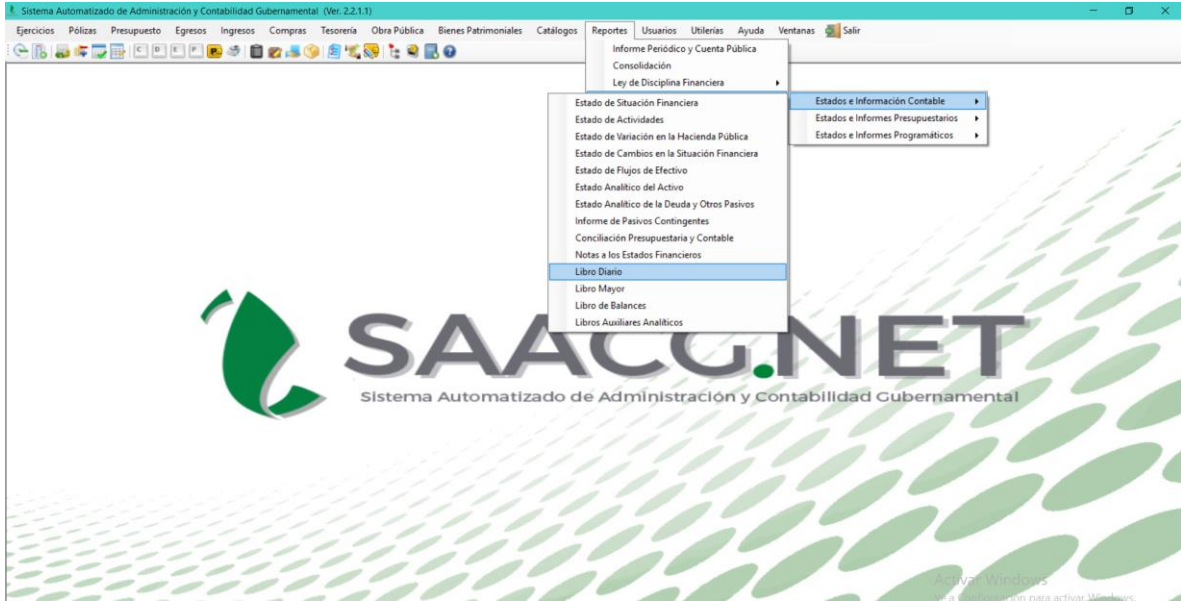 Sistema Automatizado de Administración y Contabilidad Gubernamental (Ver. 2.2.1.1)
Ejercicios Pólizas Presupuesto Egresos Ingresos Compras Tesorería Obra Pública Bienes Patrimoniales Catálogos Reportes Usuarios Utilerías Ayuda Ventanas Salir
C D E P P
Informe Periódico y Cuenta Pública
Consolidación
Ley de Disciplina Financiera
Estados e Información Contable
Estados e Informes Presupuestarios
Estados e Informes Programáticos
Estado de Situación Financiera
Estado de Actividades
Estado de Variación en la Hacienda Pública
Estado de Cambios en la Situación Financiera
Estado de Flujos de Efectivo
Estado Analítico del Activo
Estado Analítico de la Deuda y Otros Pasivos
Informe de Pasivos Contingentes
Conciliación Presupuestaria y Contable
Notas a los Estados Financieros
Libro Diario
Libro Mayor
Libro de Balances
Libros Auxiliares Analíticos
SAACG.NET
Sistema Automatizado de Administración y Contabilidad Gubernamental
Activar Windows
Ve a Configuración para activar Windows.